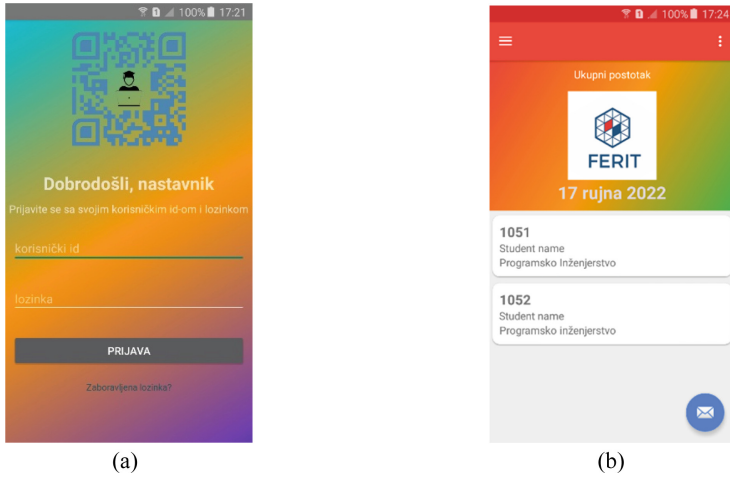 100% 17:21
Dobrodošli, nastavnik
Prijavite se sa svojim korisničkim id-om i lozinkom
korisnički id
lozinka
PRIJAVA
Zaboravljena lozinka?
(a)
100% 17:24
Ukupni postotak
FERIT
17 rujna 2022
1051
Student name
Programsko Inženjerstvo
1052
Student name
Programsko inženjerstvo
(b)